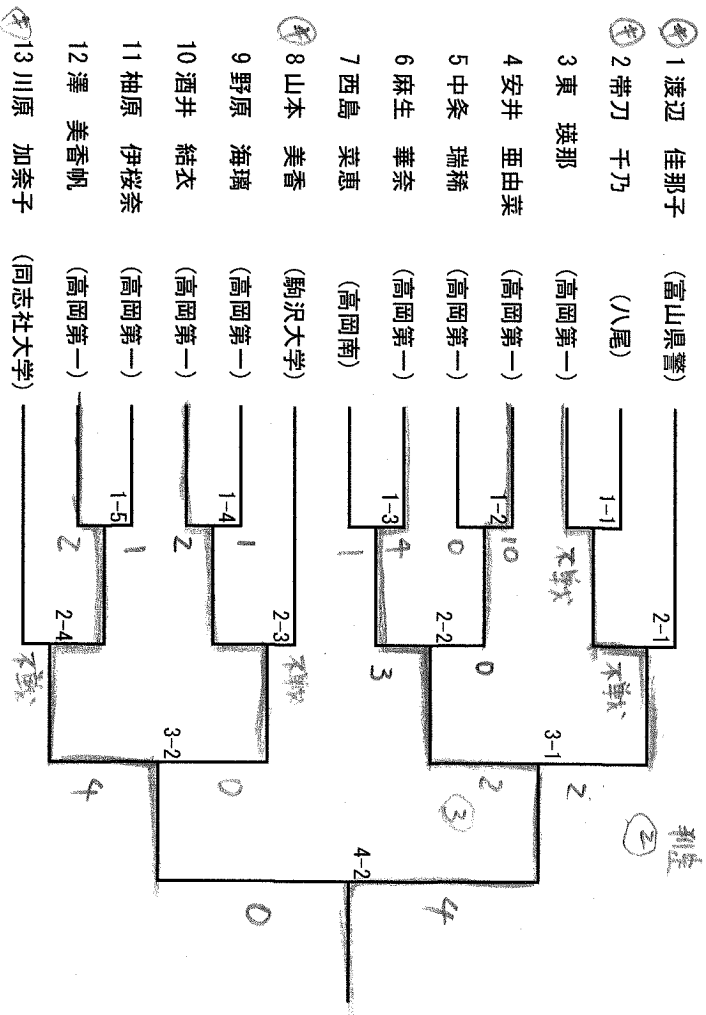 1 渡辺 佳那子 (富山県警)
2 帯刀 千乃 (八尾)
3 東 瑛那 (高岡第一)
4 安井 亜由菜 (高岡第一)
5 中条 瑞稀 (高岡第一)
6 麻生 華奈 (高岡第一)
7 西島 菜恵 (高岡南)
8 山本 美香 (駒沢大学)
9 野原 海璃 (高岡第一)
10 酒井 結衣 (高岡第一)
11 柚原 伊桜奈 (高岡第一)
12 澤 美香帆 (高岡第一)
13 川原 加奈子 (同志社大学)
1-1
不戦
1-2
10
0
1-3
4
1
1-4
1
2
1-5
1
2
2-1
不戦
2-2
0
3
2-3
不戦
2-4
不戦
3-1
2
2
②
③
判定
3-2
0
4
4-2
4
0